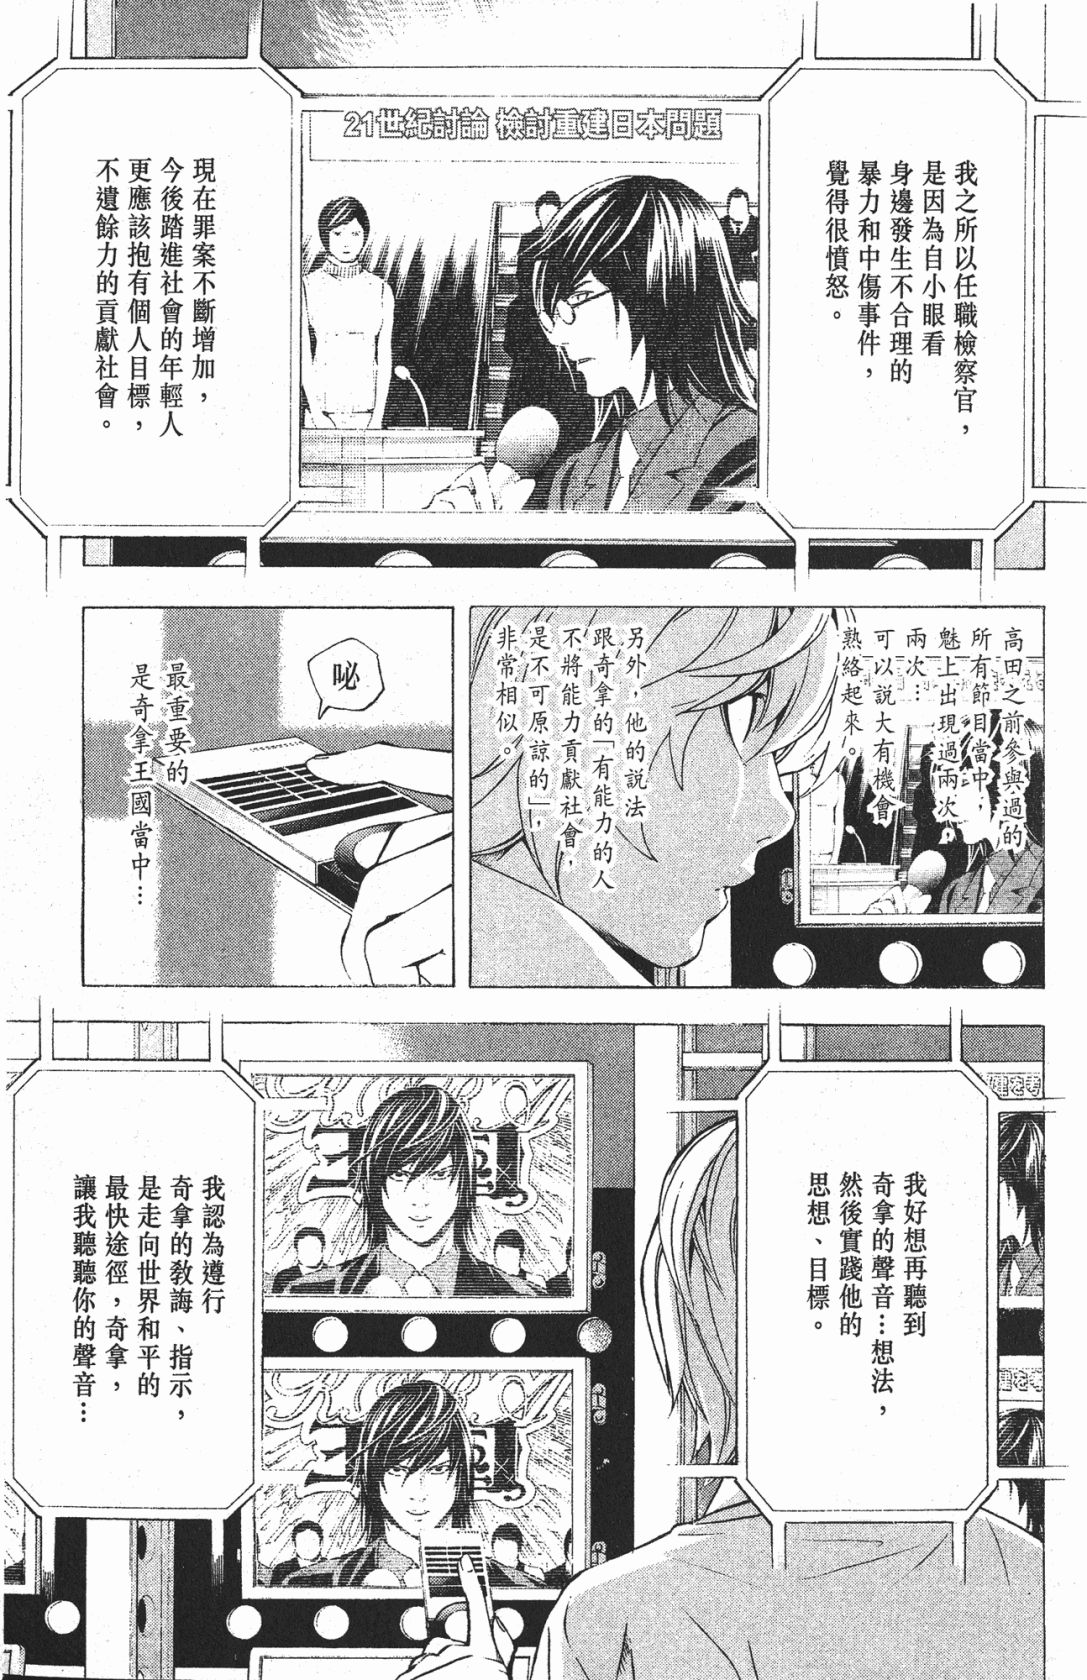 21世紀討論 檢討重建日本問題
我之所以任職檢察官，
是因為自小眼看
身邊發生不合理的
暴力和中傷事件，
覺得很憤怒。
現在罪案不斷增加，
今後踏進社會的年輕人
更應該抱有個人目標，
不遺餘力的貢獻社會。
高田之前參與過的
所有節目當中，
魅上出現過兩次，
兩次…
可以說大有機會
熟絡起來。
另外，他的說法
跟奇拿的「有能力的人
不將能力貢獻社會，
是不可原諒的」，
非常相似。
咇
最重要的
是奇拿王國當中…
我好想再聽到
奇拿的聲音…想法，
然後實踐他的
思想、目標。
我認為遵行
奇拿的教誨、指示，
是走向世界和平的
最快途徑，奇拿，
讓我聽聽你的聲音…